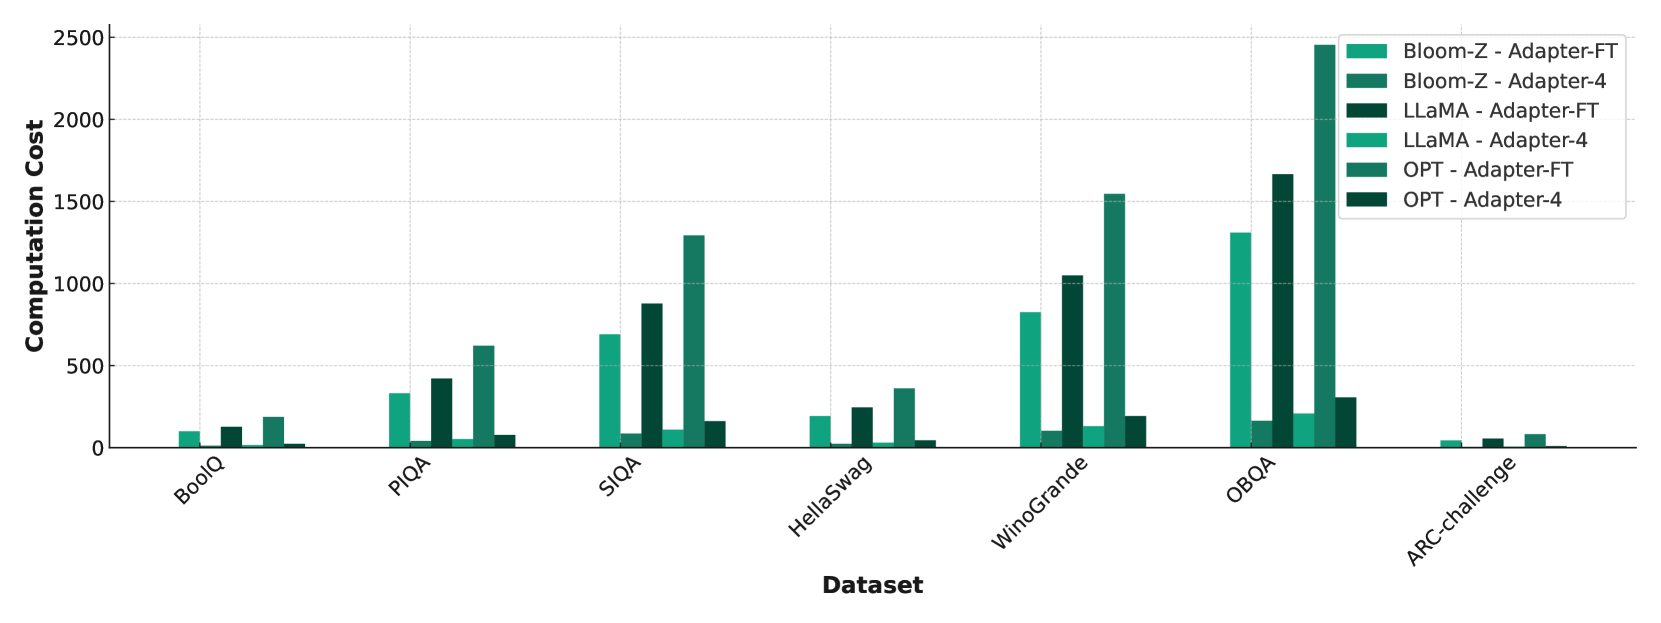 Computation Cost
2500
2000
1500
1000
500
0
Bloom-Z - Adapter-FT
Bloom-Z - Adapter-4
LLaMA - Adapter-FT
LLaMA - Adapter-4
OPT - Adapter-FT
OPT - Adapter-4
BoolQ
PIQA
SIQA
HellaSwag
WinoGrande
OBQA
ARC-challenge
Dataset